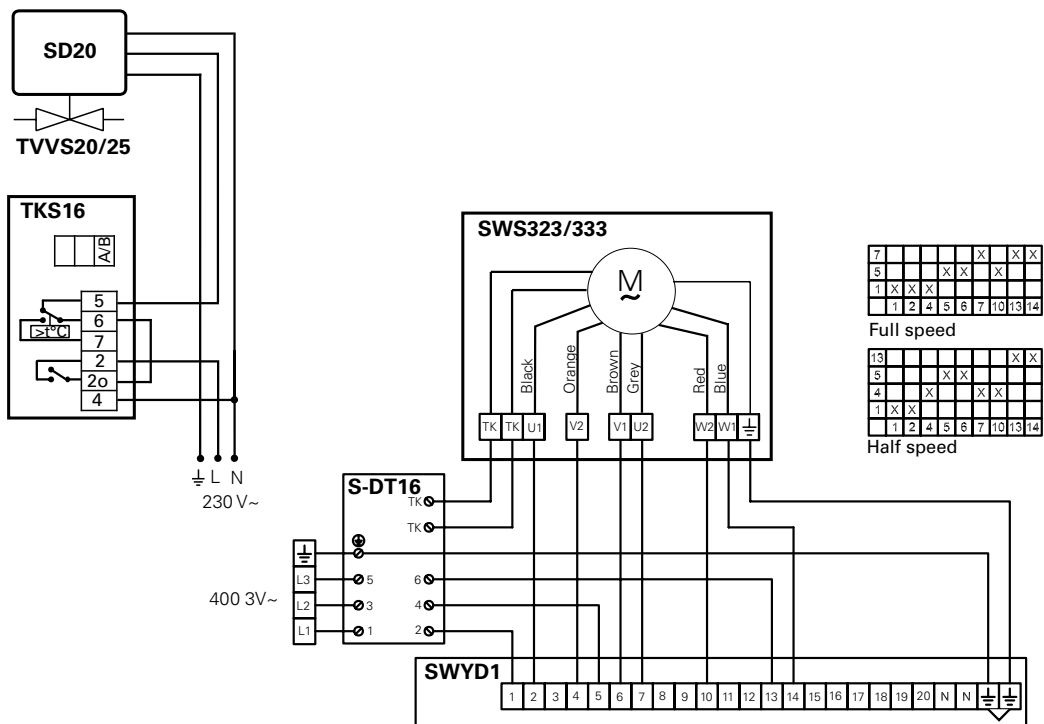 SD20
TVVS20/25
TKS16
A/B
5
6
>t°C
7
2
2o
4
L N
230 V~
SWS323/333
M
~
Black
Orange
Brown
Grey
Red
Blue
TK TK U1 V2 V1 U2 W2 W1
7 X X X
5 X X X
1 X X X
1 2 4 5 6 7 10 13 14
Full speed
13 X X
5 X X
4 X X X
1 X X
1 2 4 5 6 7 10 13 14
Half speed
S-DT16
TK
TK
L3 5 6
400 3V~
L2 3 4
L1 1 2
SWYD1
1 2 3 4 5 6 7 8 9 10 11 12 13 14 15 16 17 18 19 20 N N